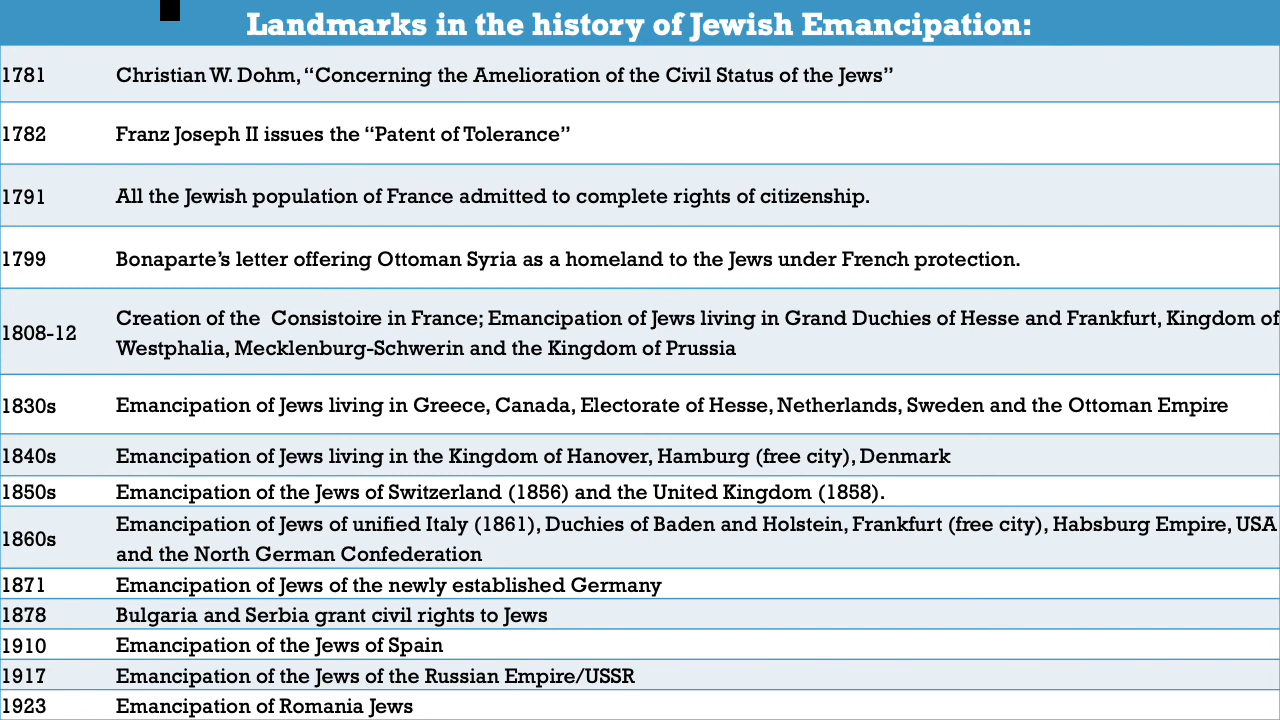 Landmarks in the history of Jewish Emancipation:
1781 Christian W. Dohm, “Concerning the Amelioration of the Civil Status of the Jews”
1782 Franz Joseph II issues the “Patent of Tolerance”
1791 All the Jewish population of France admitted to complete rights of citizenship.
1799 Bonaparte’s letter offering Ottoman Syria as a homeland to the Jews under French protection.
1808-12 Creation of the  Consistoire in France; Emancipation of Jews living in Grand Duchies of Hesse and Frankfurt, Kingdom of
Westphalia, Mecklenburg-Schwerin and the Kingdom of Prussia
1830s Emancipation of Jews living in Greece, Canada, Electorate of Hesse, Netherlands, Sweden and the Ottoman Empire
1840s Emancipation of Jews living in the Kingdom of Hanover, Hamburg (free city), Denmark
1850s Emancipation of the Jews of Switzerland (1856) and the United Kingdom (1858).
1860s Emancipation of Jews of unified Italy (1861), Duchies of Baden and Holstein, Frankfurt (free city), Habsburg Empire, USA
and the North German Confederation
1871 Emancipation of Jews of the newly established Germany
1878 Bulgaria and Serbia grant civil rights to Jews
1910 Emancipation of the Jews of Spain
1917 Emancipation of the Jews of the Russian Empire/USSR
1923 Emancipation of Romania Jews